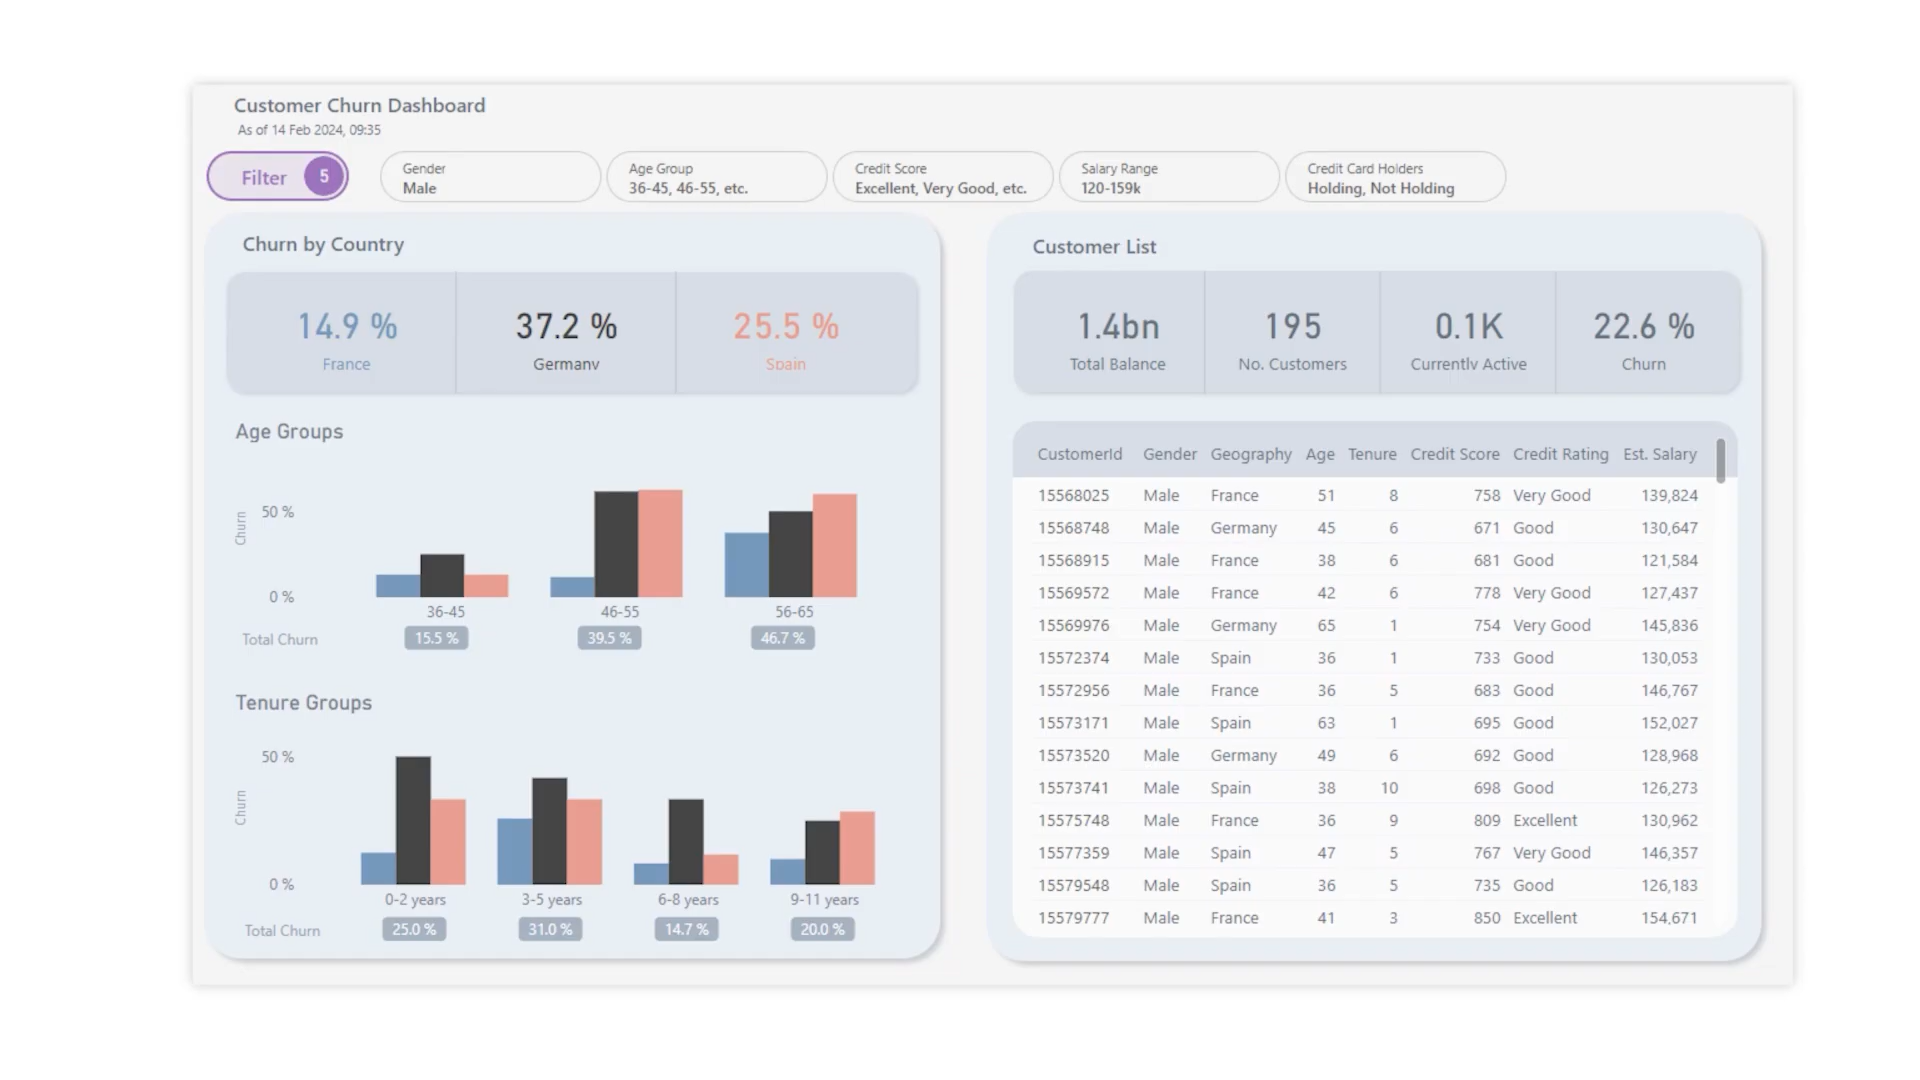 Customer Churn Dashboard
As of 14 Feb 2024, 09:35
Filter 5
Gender
Male
Age Group
36-45, 46-55, etc.
Credit Score
Excellent, Very Good, etc.
Salary Range
120-159k
Credit Card Holders
Holding, Not Holding
Churn by Country
14.9 % 37.2 % 25.5 %
France Germany Spain
Age Groups
Churn
50 %
0 %
36-45 46-55 56-65
Total Churn 15.5 % 39.5 % 46.7 %
Tenure Groups
Churn
50 %
0 %
0-2 years 3-5 years 6-8 years 9-11 years
Total Churn 25.0 % 31.0 % 14.7 % 20.0 %
Customer List
1.4bn 195 0.1K 22.6 %
Total Balance No. Customers Currently Active Churn
CustomerId Gender Geography Age Tenure Credit Score Credit Rating Est. Salary
15568025 Male France 51 8 758 Very Good 139,824
15568748 Male Germany 45 6 671 Good 130,647
15568915 Male France 38 6 681 Good 121,584
15569572 Male France 42 6 778 Very Good 127,437
15569976 Male Germany 65 1 754 Very Good 145,836
15572374 Male Spain 36 1 733 Good 130,053
15572956 Male France 36 5 683 Good 146,767
15573171 Male Spain 63 1 695 Good 152,027
15573520 Male Germany 49 6 692 Good 128,968
15573741 Male Spain 38 10 698 Good 126,273
15575748 Male France 36 9 809 Excellent 130,962
15577359 Male Spain 47 5 767 Very Good 146,357
15579548 Male Spain 36 5 735 Good 126,183
15579777 Male France 41 3 850 Excellent 154,671